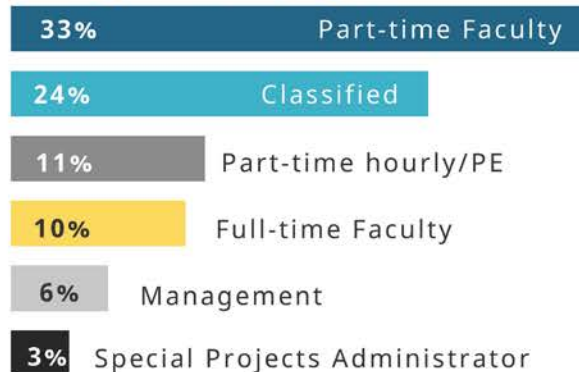 33% Part-time Faculty
24% Classified
11% Part-time hourly/PE
10% Full-time Faculty
6% Management
3% Special Projects Administrator